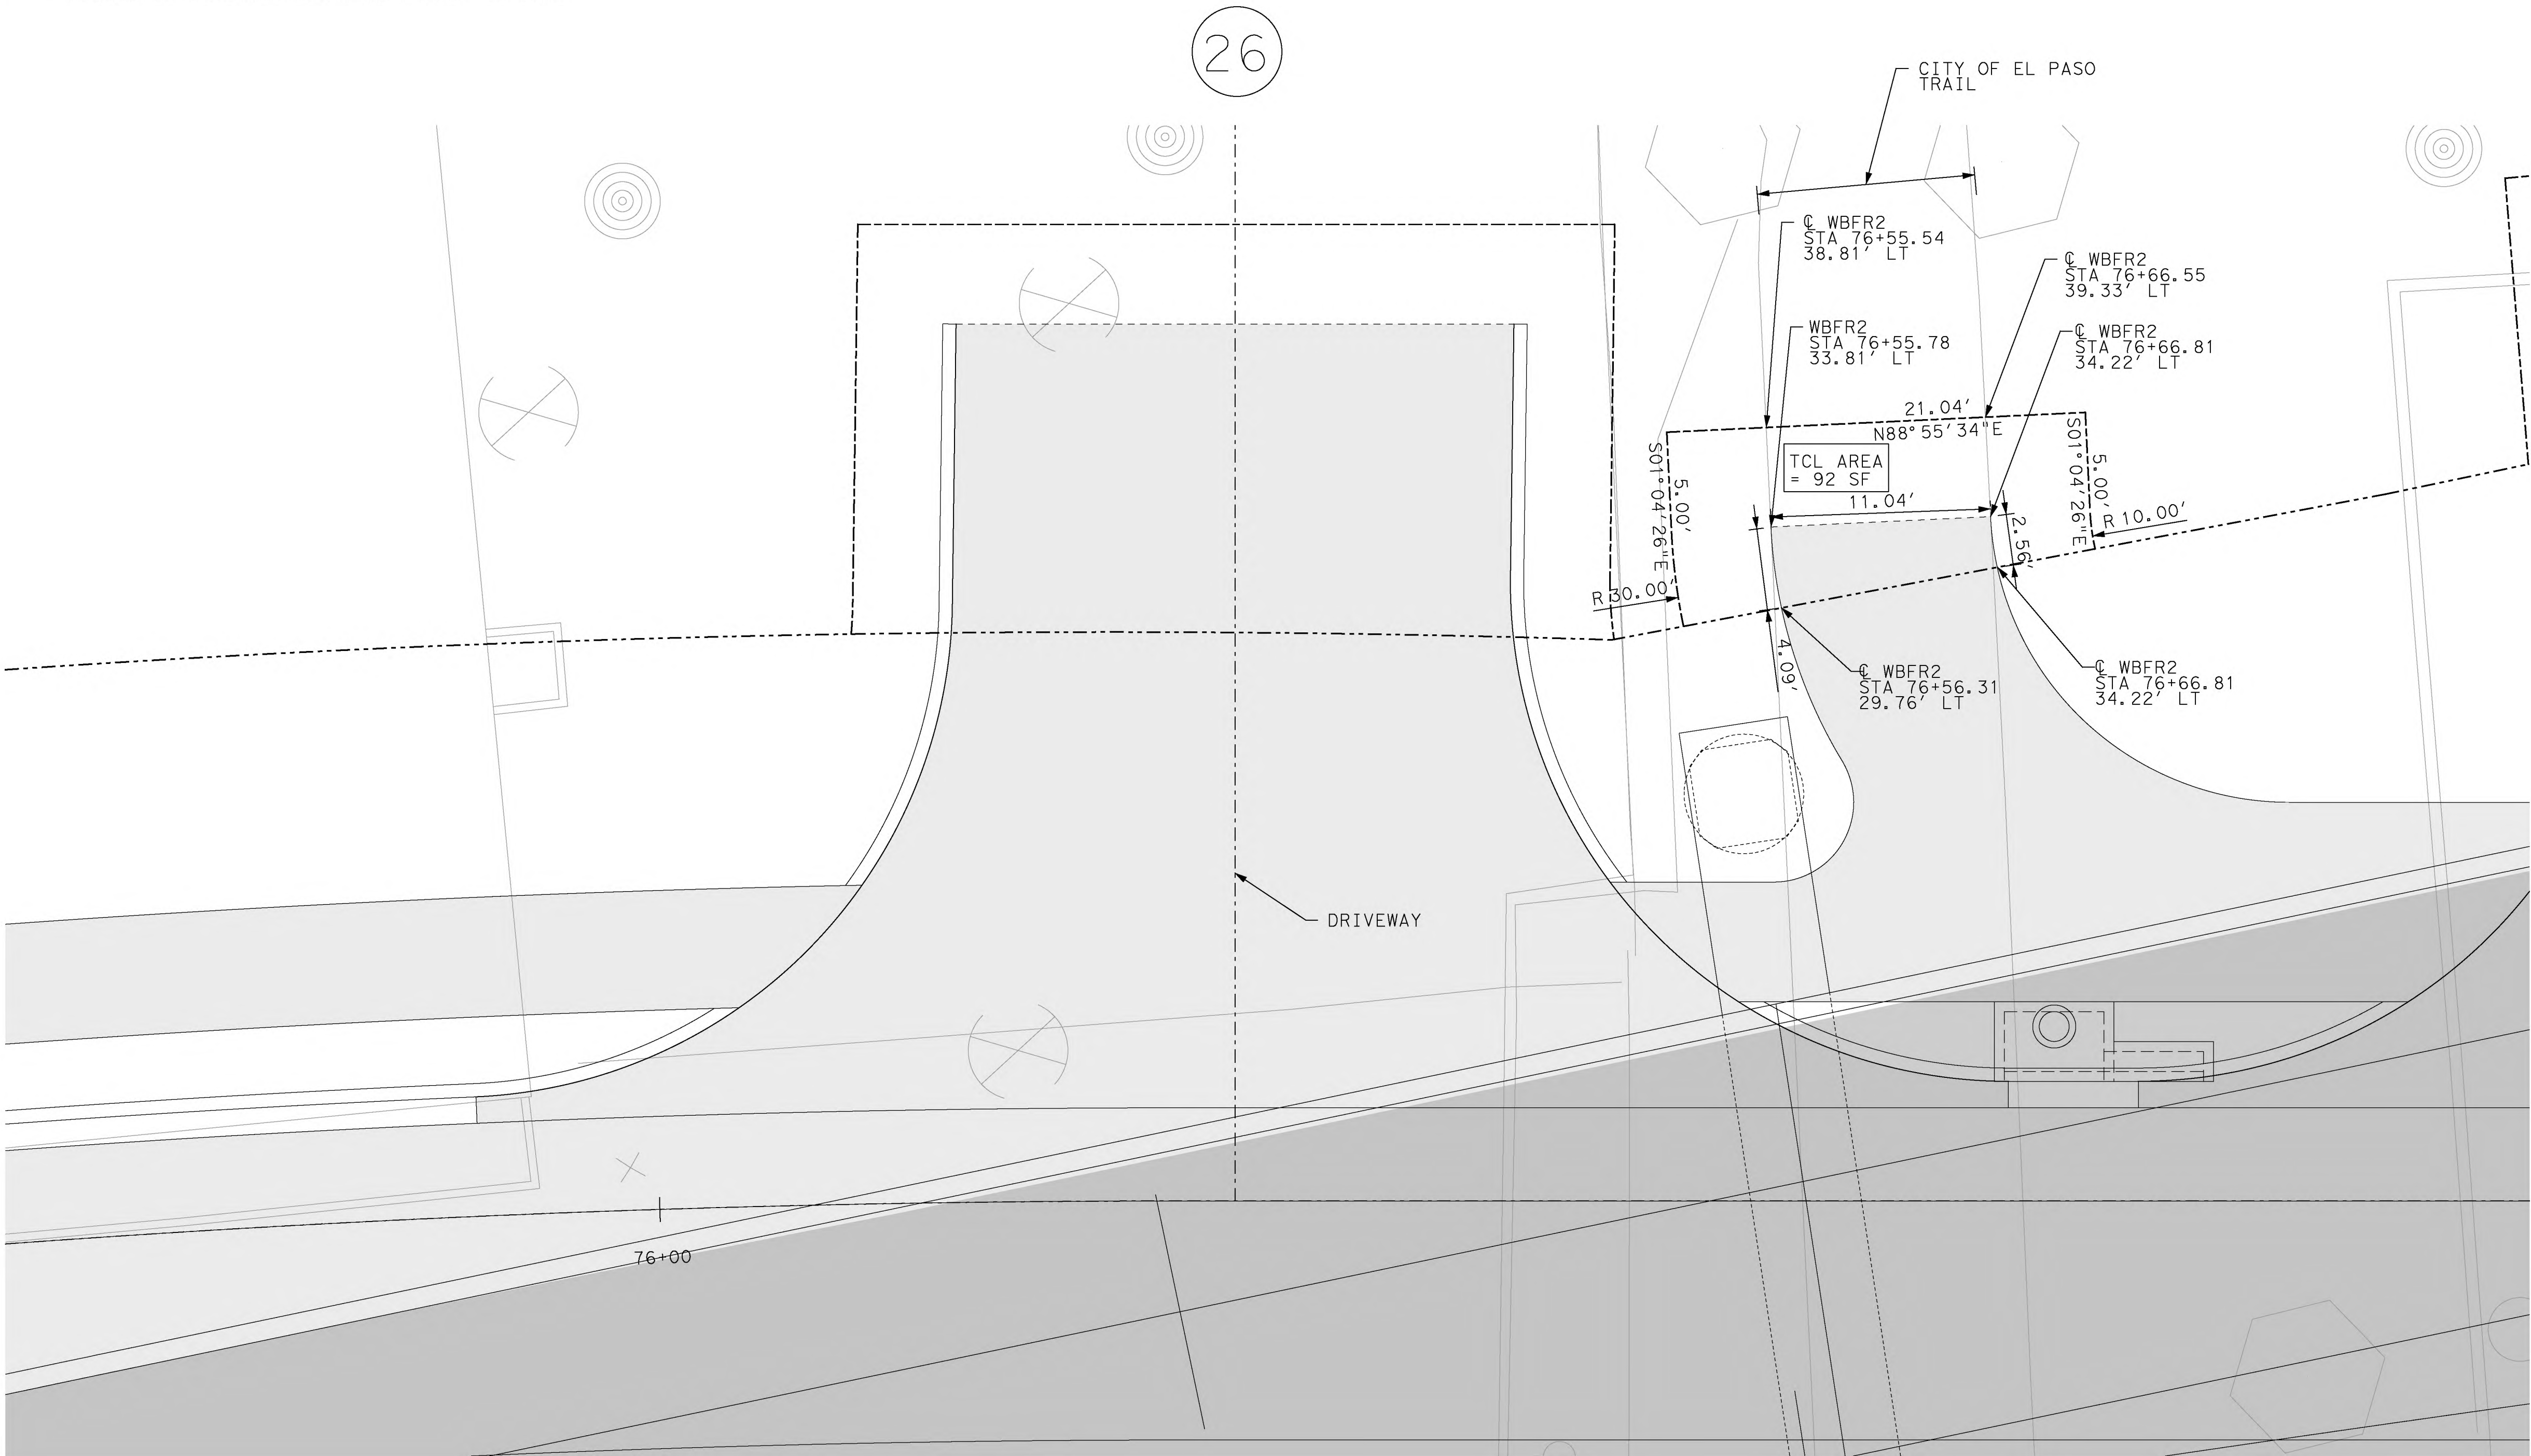 26
CITY OF EL PASO
TRAIL
℄ WBFR2
STA 76+55.54
38.81' LT
℄ WBFR2
STA 76+66.55
39.33' LT
WBFR2
STA 76+55.78
33.81' LT
℄ WBFR2
STA 76+66.81
34.22' LT
21.04'
N88°55'34"E
S01°04'26"E
5.00'
TCL AREA
= 92 SF
11.04'
S01°04'26"E
5.00'
R 10.00'
2.56'
R 30.00'
4.09'
℄ WBFR2
STA 76+56.31
29.76' LT
℄ WBFR2
STA 76+66.81
34.22' LT
DRIVEWAY
76+00